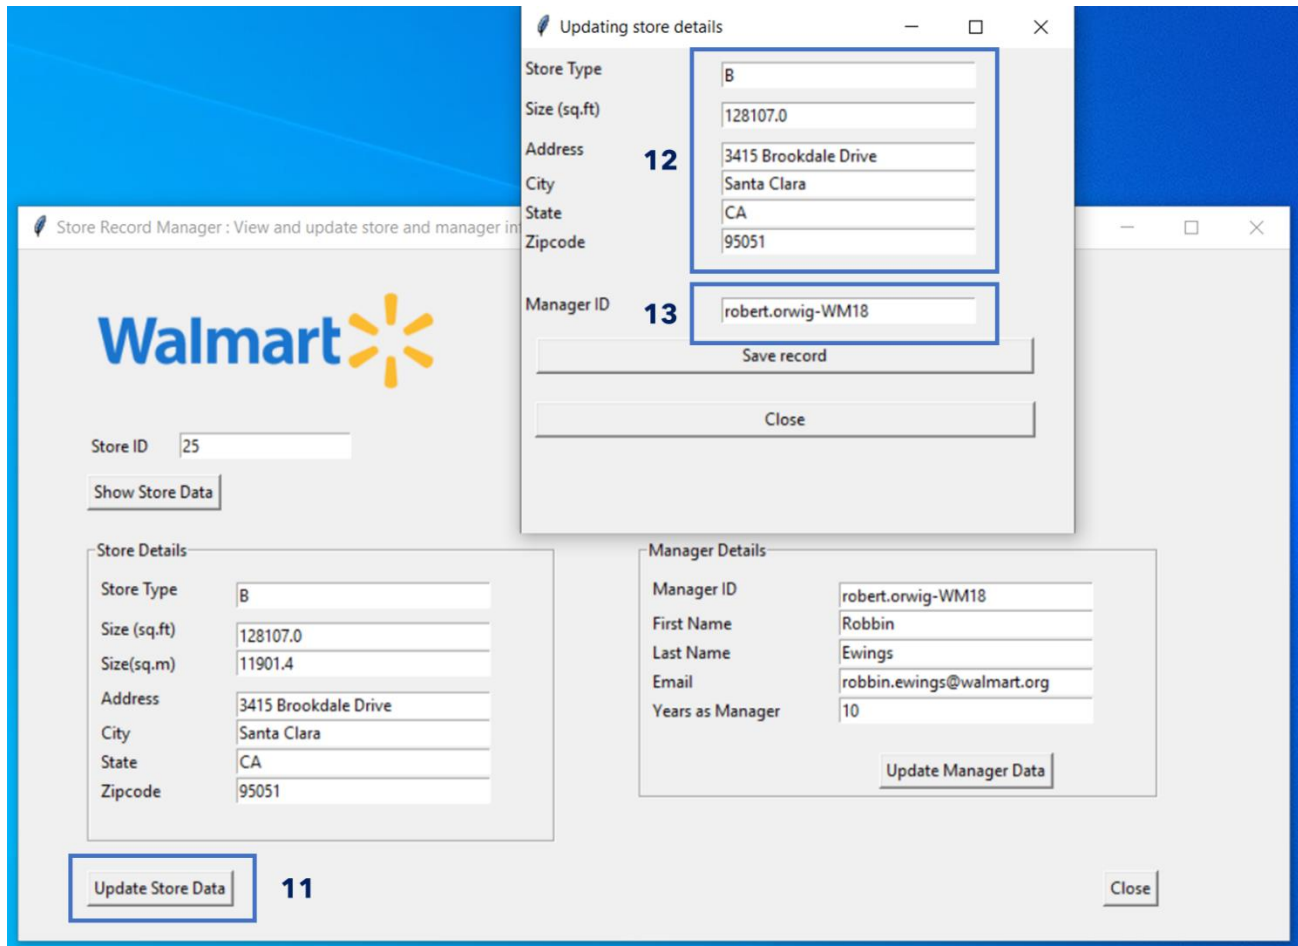 Updating store details
Store Type B
Size (sq.ft) 128107.0
12
Address 3415 Brookdale Drive
City Santa Clara
State CA
Zipcode 95051
Manager ID 13 robert.orwig-WM18
Save record
Close
Store Record Manager : View and update store and manager in
Walmart
Store ID 25
Show Store Data
Store Details
Store Type B
Size (sq.ft) 128107.0
Size(sq.m) 11901.4
Address 3415 Brookdale Drive
City Santa Clara
State CA
Zipcode 95051
Update Store Data 11
Manager Details
Manager ID robert.orwig-WM18
First Name Robbin
Last Name Ewings
Email robbin.ewings@walmart.org
Years as Manager 10
Update Manager Data
Close